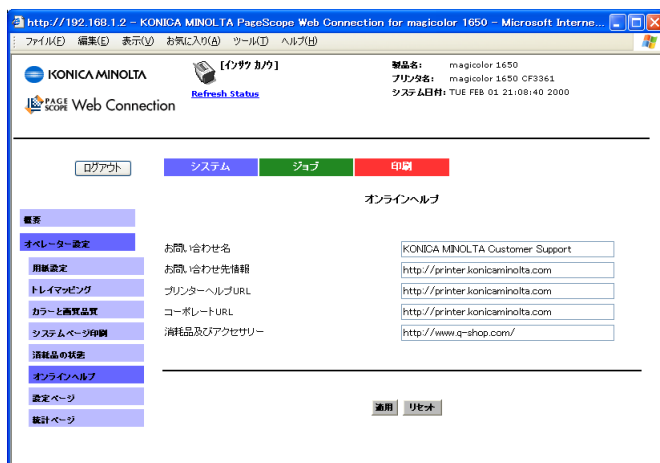 http://192.168.1.2 - KONICA MINOLTA PageScope Web Connection for magicolor 1650 - Microsoft Interne...
ファイル(F) 編集(E) 表示(V) お気に入り(A) ツール(T) ヘルプ(H)
KONICA MINOLTA
[インサツ カノウ]
製品名: magicolor 1650
プリンタ名: magicolor 1650 CF3361
PAGE SCOPE Web Connection
Refresh Status
システム日付: TUE FEB 01 21:08:40 2000
ログアウト
システム ジョブ 印刷
オンラインヘルプ
概要
オペレーター設定
用紙設定
トレイマッピング
カラーと画質品質
システムページ印刷
消耗品の状態
オンラインヘルプ
設定ページ
統計ページ
お問い合わせ名 KONICA MINOLTA Customer Support
お問い合わせ先情報 http://printer.konicaminolta.com
プリンターヘルプURL http://printer.konicaminolta.com
コーポレートURL http://printer.konicaminolta.com
消耗品及びアクセサリー http://www.q-shop.com/
適用 リセット